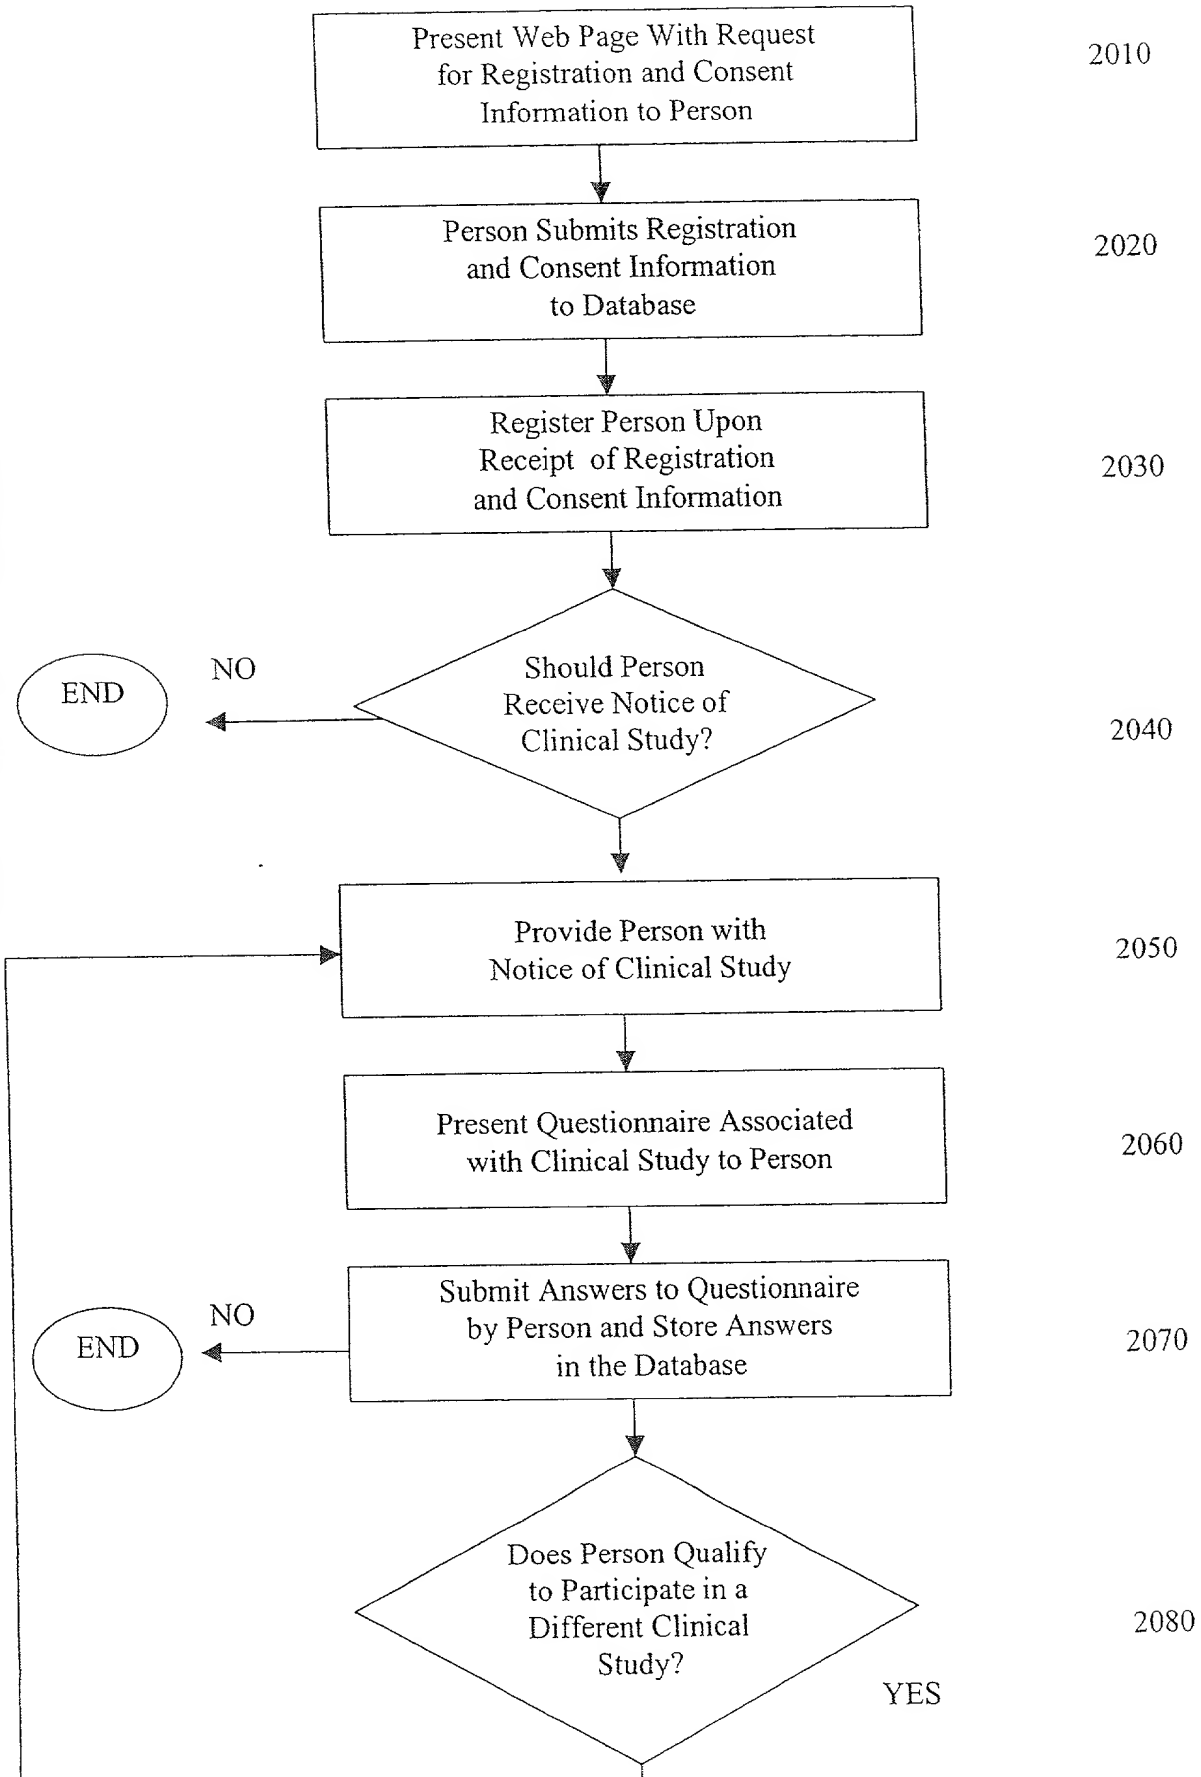 Present Web Page With Request
for Registration and Consent
Information to Person
2010
Person Submits Registration
and Consent Information
to Database
2020
Register Person Upon
Receipt of Registration
and Consent Information
2030
END
NO
Should Person
Receive Notice of
Clinical Study?
2040
Provide Person with
Notice of Clinical Study
2050
Present Questionnaire Associated
with Clinical Study to Person
2060
END
NO
Submit Answers to Questionnaire
by Person and Store Answers
in the Database
2070
Does Person Qualify
to Participate in a
Different Clinical
Study?
2080
YES